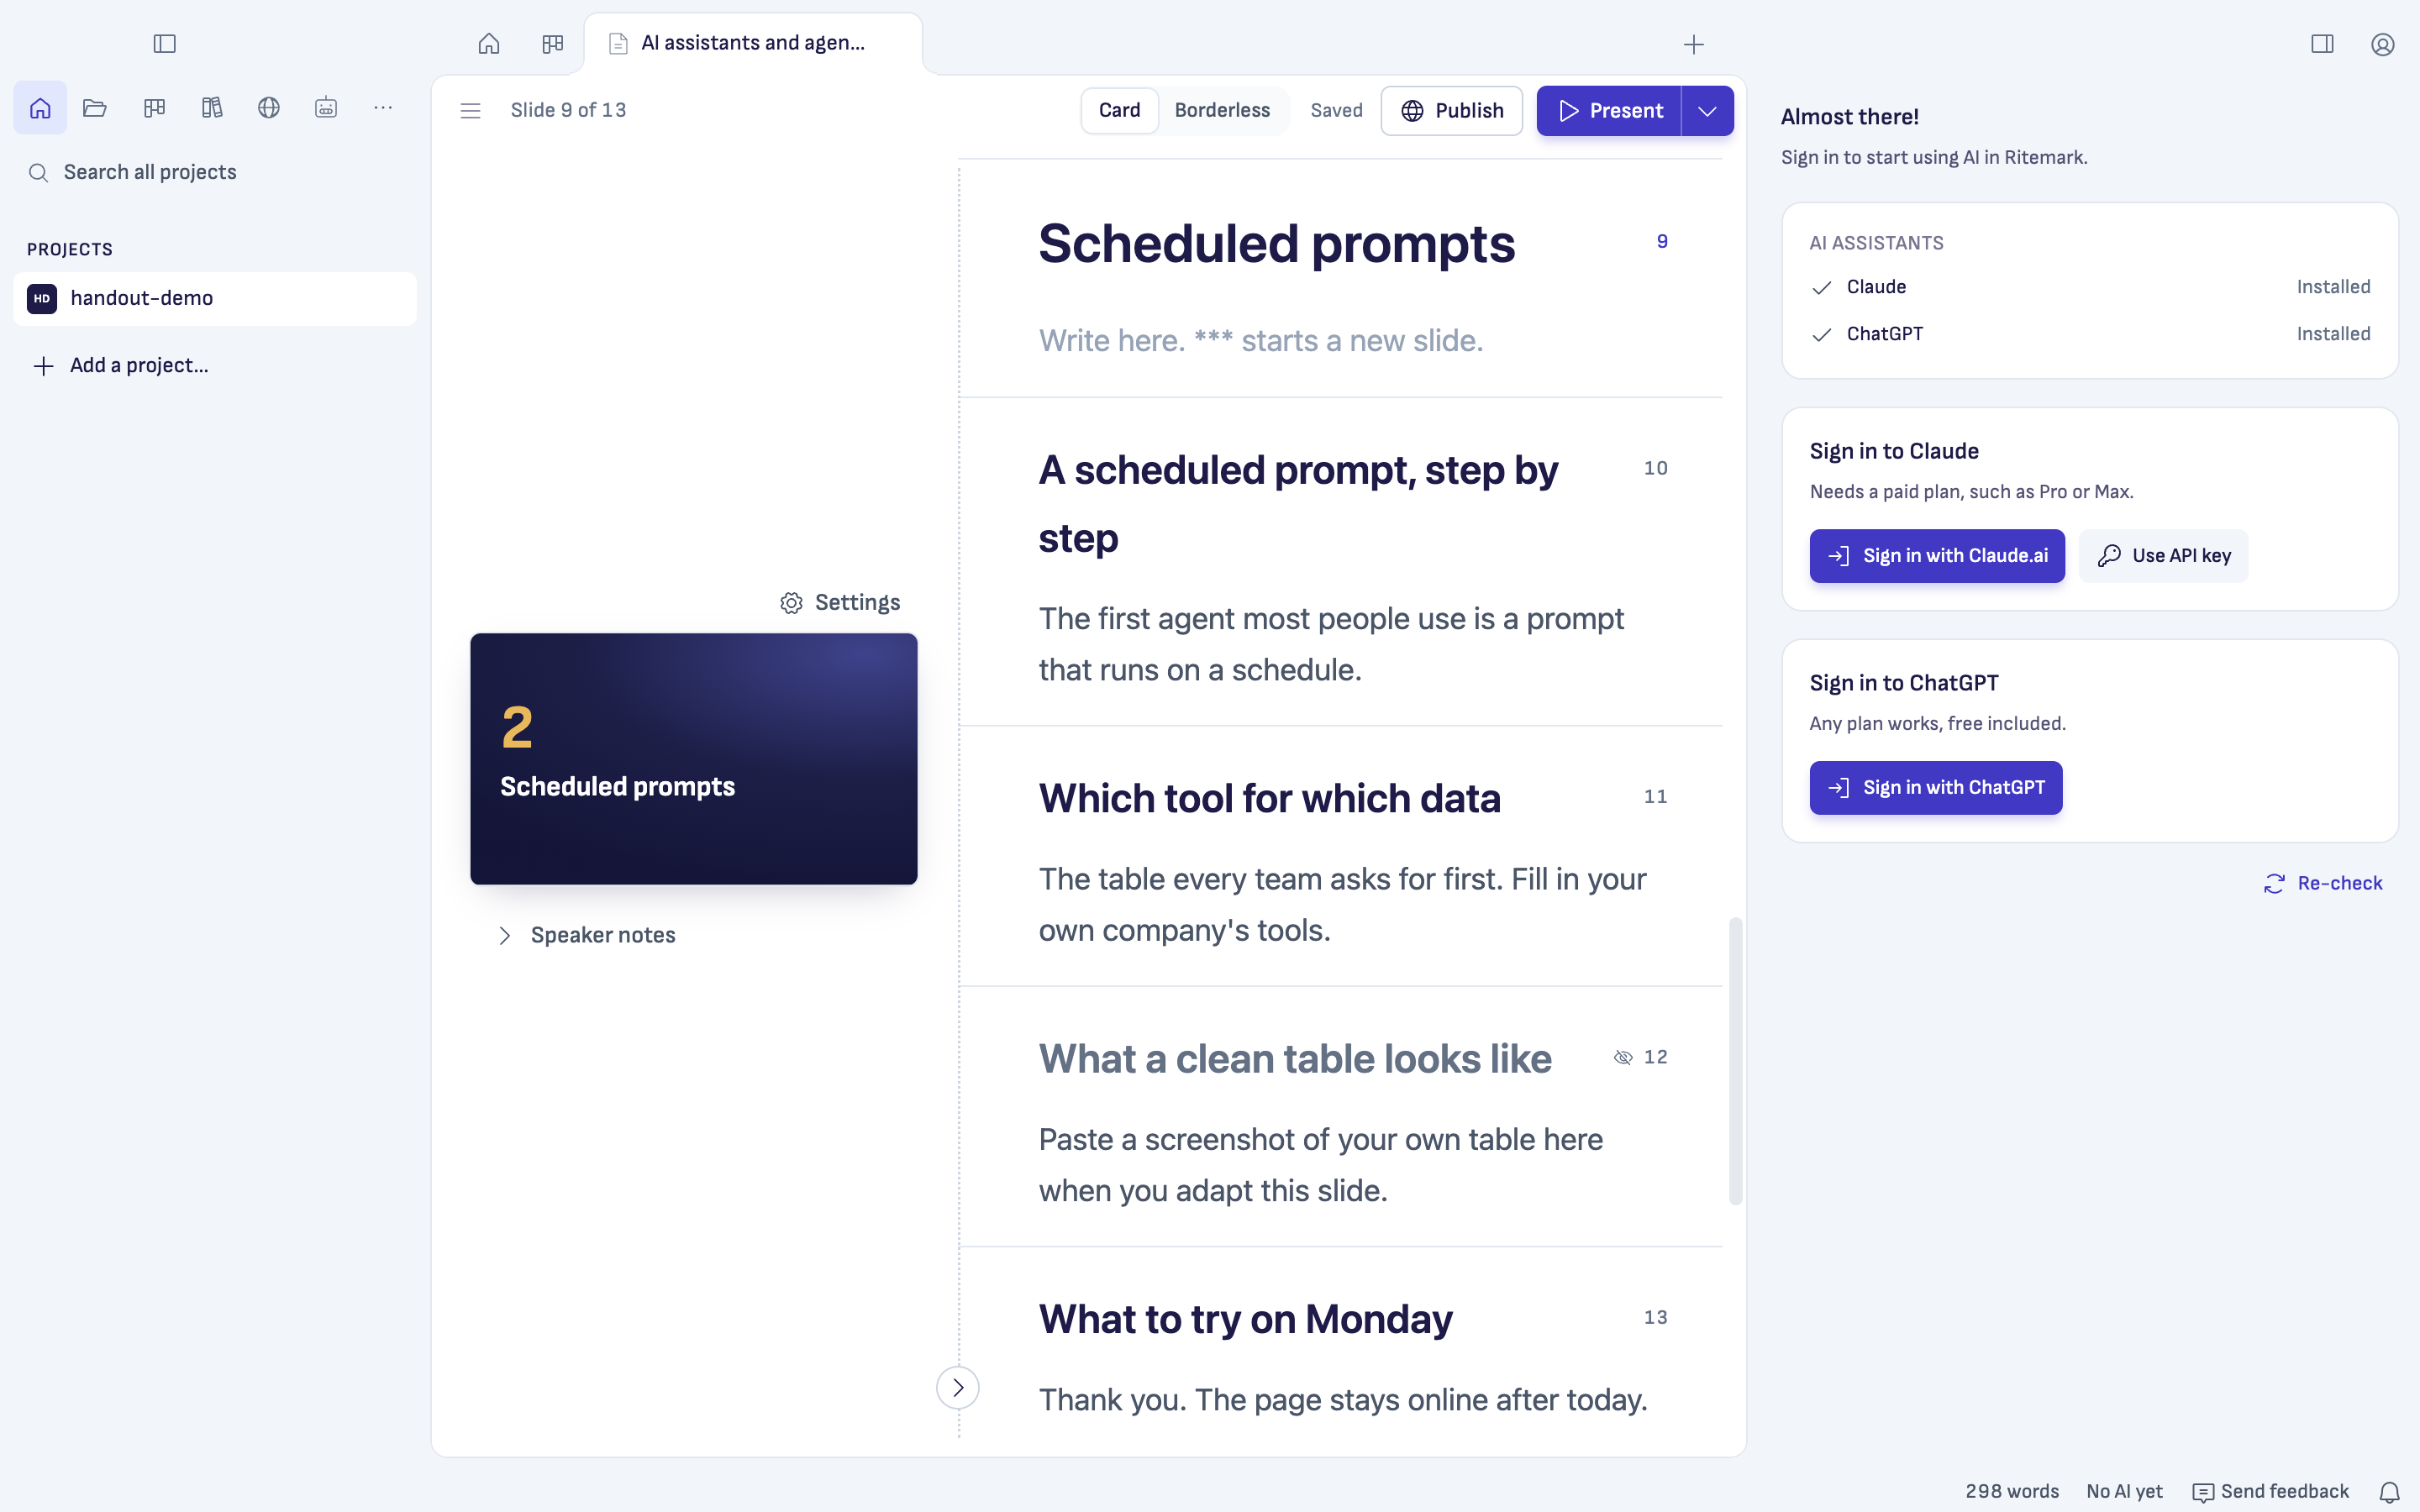 AI assistants and agen...
Slide 9 of 13
Card
Borderless
Saved
Publish
Present
Search all projects
PROJECTS
HD
handout-demo
Add a project...
Settings
2
Scheduled prompts
Speaker notes
Scheduled prompts
9
Write here. *** starts a new slide.
A scheduled prompt, step by
step
10
The first agent most people use is a prompt
that runs on a schedule.
Which tool for which data
11
The table every team asks for first. Fill in your
own company's tools.
What a clean table looks like
12
Paste a screenshot of your own table here
when you adapt this slide.
What to try on Monday
13
Thank you. The page stays online after today.
Almost there!
Sign in to start using AI in Ritemark.
AI ASSISTANTS
Claude
Installed
ChatGPT
Installed
Sign in to Claude
Needs a paid plan, such as Pro or Max.
Sign in with Claude.ai
Use API key
Sign in to ChatGPT
Any plan works, free included.
Sign in with ChatGPT
Re-check
298 words
No AI yet
Send feedback